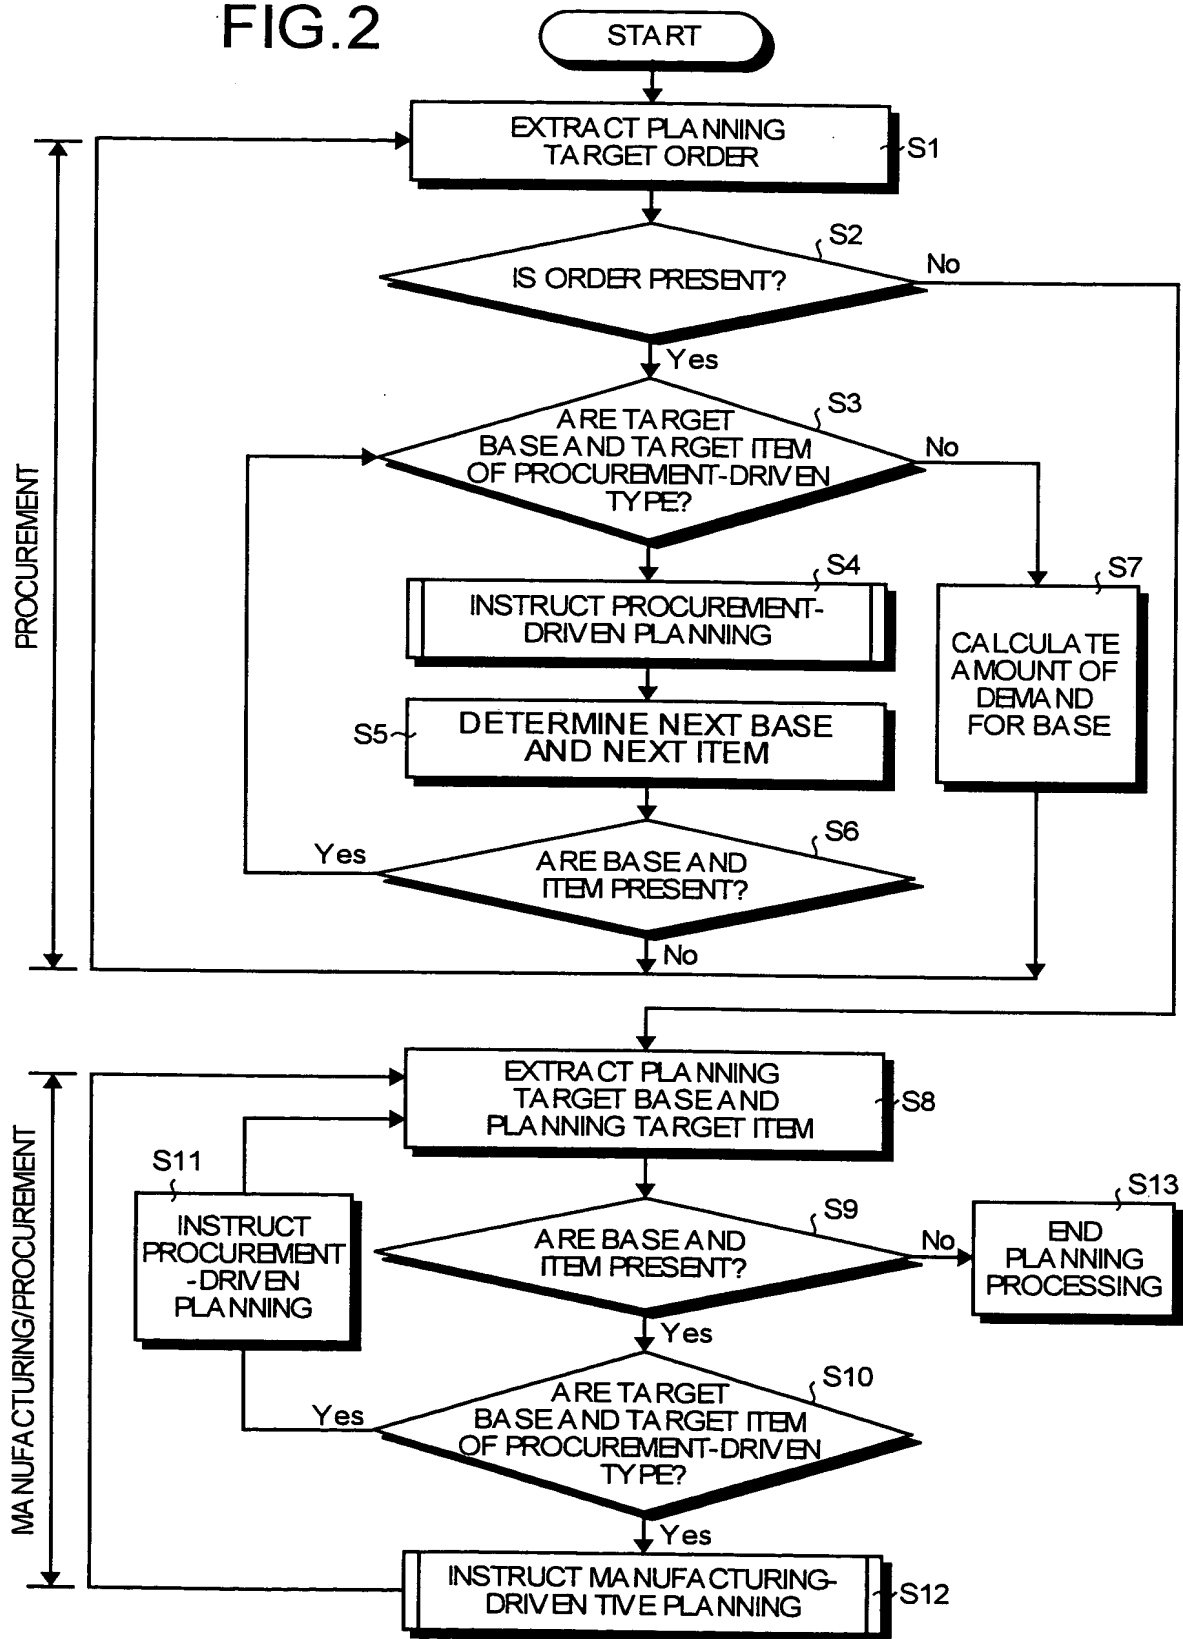 FIG.2
START
EXTRACT PLANNING
TARGET ORDER
S1
S2
IS ORDER PRESENT?
No
Yes
S3
ARE TARGET
BASE AND TARGET ITEM
OF PROCUREMENT-DRIVEN
TYPE?
No
PROCUREMENT
S4
INSTRUCT PROCUREMENT-
DRIVEN PLANNING
S7
CALCULATE
AMOUNT OF
DEMAND
FOR BASE
S5
DETERMINE NEXT BASE
AND NEXT ITEM
S6
Yes
ARE BASE AND
ITEM PRESENT?
No
EXTRACT PLANNING
TARGET BASE AND
PLANNING TARGET ITEM
S8
MANUFACTURING/PROCUREMENT
S11
INSTRUCT
PROCUREMENT
-DRIVEN
PLANNING
S9
ARE BASE AND
ITEM PRESENT?
No
S13
END
PLANNING
PROCESSING
Yes
S10
ARE TARGET
BASE AND TARGET ITEM
OF PROCUREMENT-DRIVEN
TYPE?
Yes
Yes
INSTRUCT MANUFACTURING-
DRIVEN TIVE PLANNING
S12